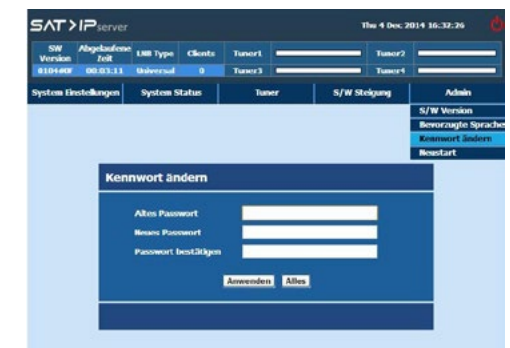 SAT>IP server
Thu 4 Dec 2014 16:32:26
SW Version Abgelaufene Zeit LNB Type Clients Tuner1 Tuner2
00:03:11 Universal 0 Tuner3 Tuner4
System Einstellungen System Status Tuner S/W Steigung Admin
S/W Version
Bevorzugte Sprache
Kennwort ändern
Neustart
Kennwort ändern
Altes Passwort
Neues Passwort
Passwort bestätigen
Anwenden Alles